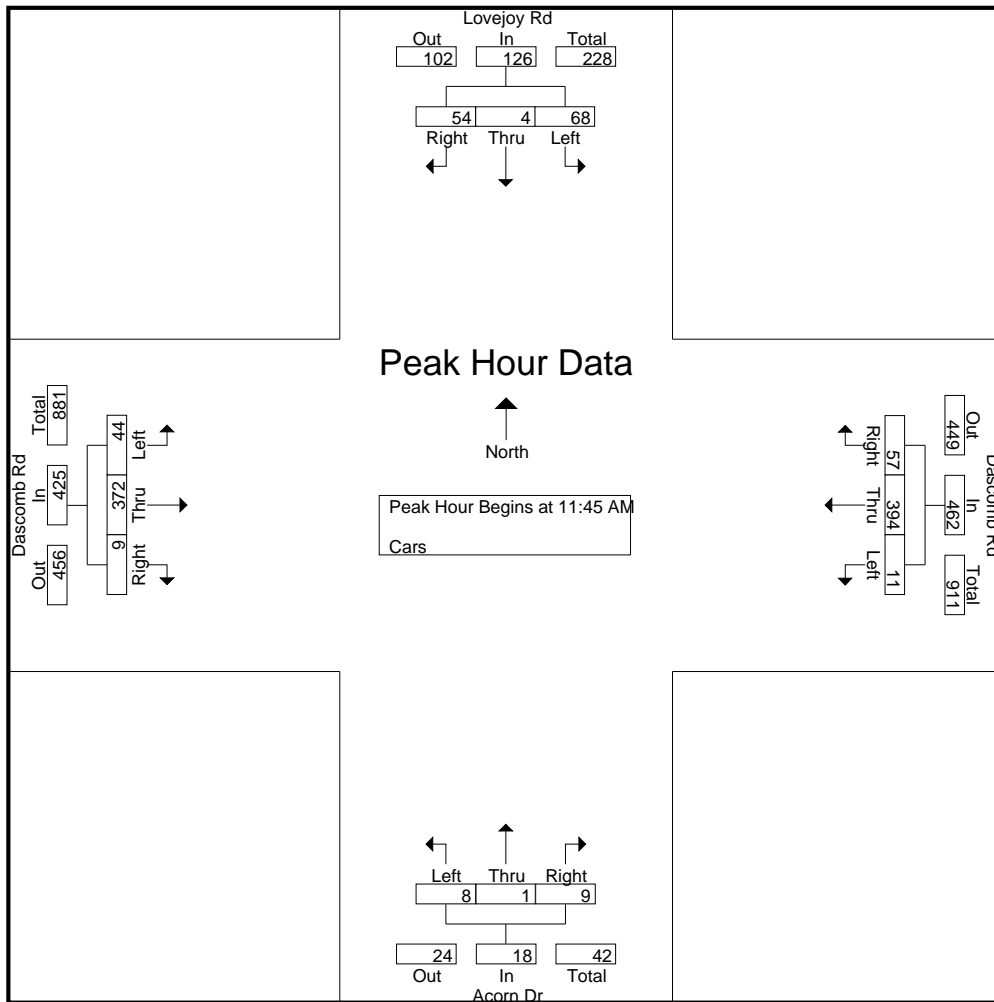 Lovejoy Rd
Out In Total
102 126 228
54 4 68
Right Thru Left
Peak Hour Data
North
Peak Hour Begins at 11:45 AM
Cars
Dascomb Rd
Out In Total
456 425 881
44 372 9
Left Thru Right
Dascomb Rd
Out In Total
449 462 911
57 394 11
Right Thru Left
Left Thru Right
8 1 9
24 18 42
Out In Total
Acorn Dr